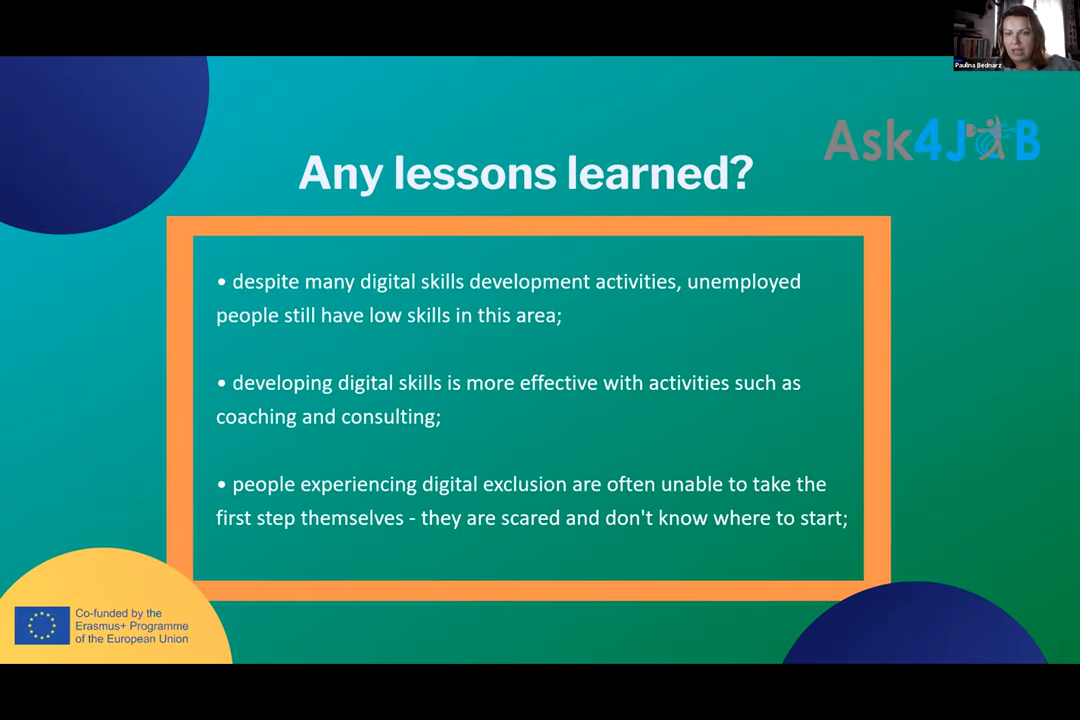 Paulina Bednarz
Ask4JOB
Any lessons learned?
• despite many digital skills development activities, unemployed
people still have low skills in this area;
• developing digital skills is more effective with activities such as
coaching and consulting;
• people experiencing digital exclusion are often unable to take the
first step themselves - they are scared and don't know where to start;
Co-funded by the
Erasmus+ Programme
of the European Union